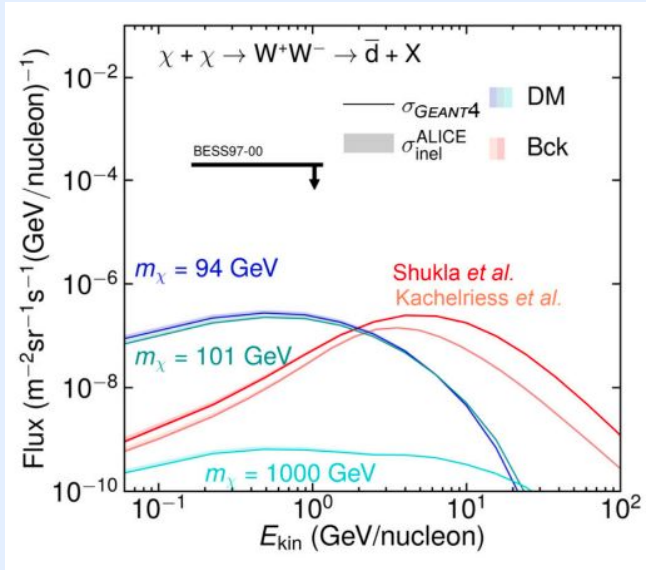 χ + χ → W⁺W⁻ → d̅ + X
σ_GEANT4
DM
σ_inel^ALICE
Bck
BESS97-00
m_χ = 94 GeV
Shukla et al.
Kachelriess et al.
m_χ = 101 GeV
m_χ = 1000 GeV
Flux (m⁻²sr⁻¹s⁻¹(GeV/nucleon)⁻¹)
10⁻²
10⁻⁴
10⁻⁶
10⁻⁸
10⁻¹⁰
10⁻¹ 10⁰ 10¹ 10²
E_kin (GeV/nucleon)